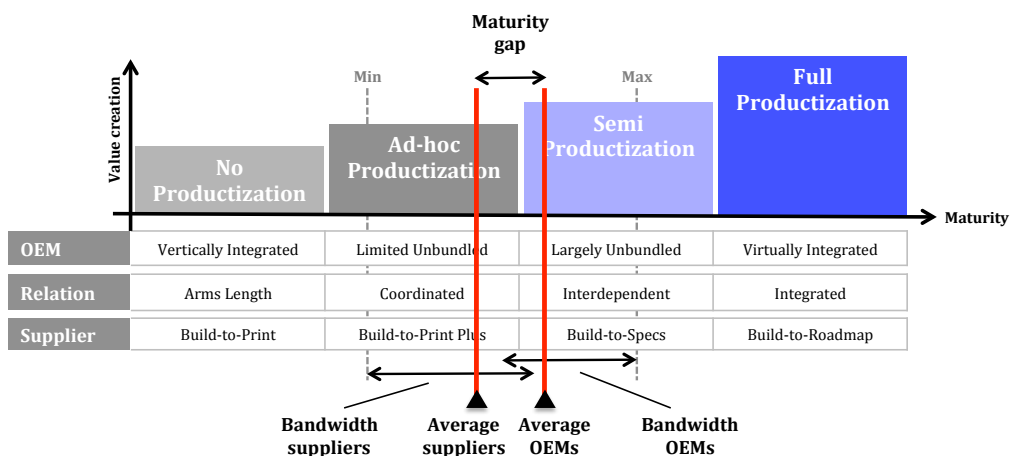 Maturity
gap
Min
Max
Value creation
No
Productization
Ad-hoc
Productization
Semi
Productization
Full
Productization
Maturity
OEM
Vertically Integrated
Limited Unbundled
Largely Unbundled
Virtually Integrated
Relation
Arms Length
Coordinated
Interdependent
Integrated
Supplier
Build-to-Print
Build-to-Print Plus
Build-to-Specs
Build-to-Roadmap
Bandwidth
suppliers
Average
suppliers
Average
OEMs
Bandwidth
OEMs